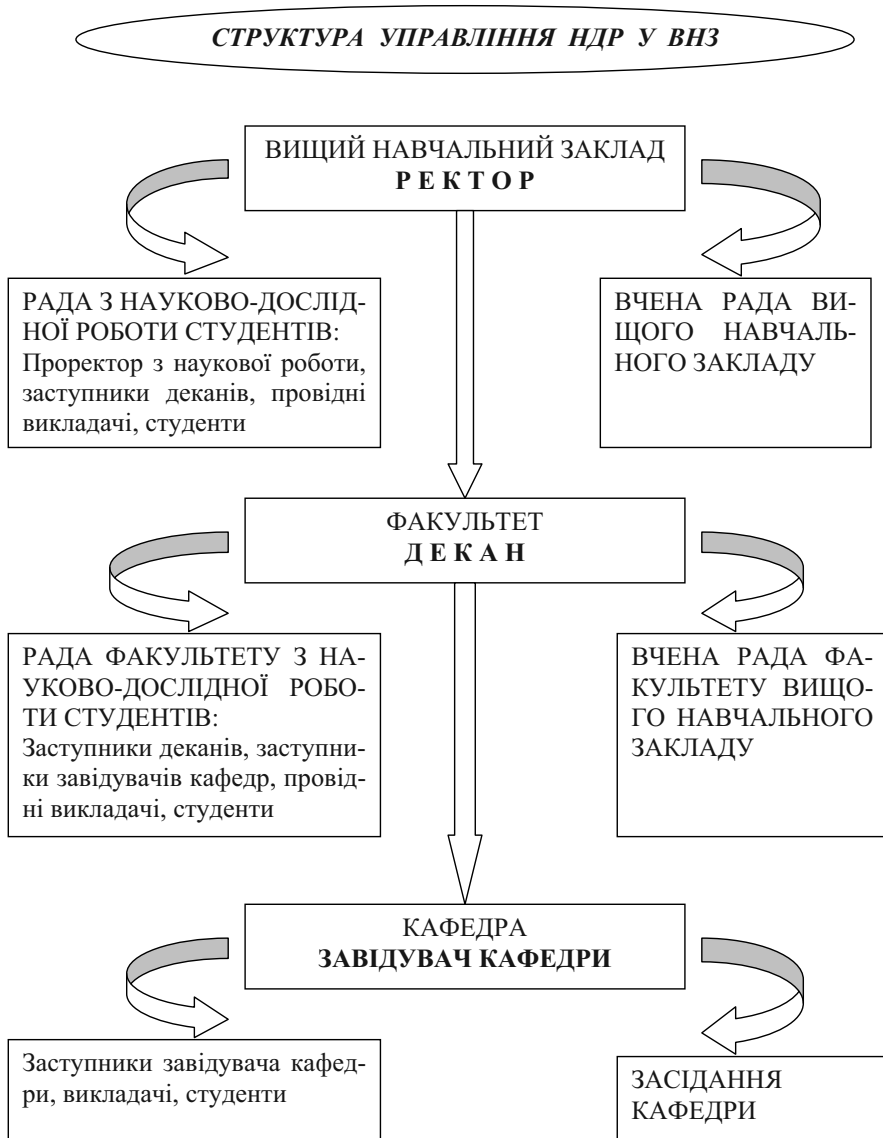 СТРУКТУРА УПРАВЛІННЯ НДР У ВНЗ
ВИЩИЙ НАВЧАЛЬНИЙ ЗАКЛАД
Р Е К Т О Р
РАДА З НАУКОВО-ДОСЛІД-
НОЇ РОБОТИ СТУДЕНТІВ:
Проректор з наукової роботи,
заступники деканів, провідні
викладачі, студенти
ВЧЕНА РАДА ВИ-
ЩОГО НАВЧАЛЬ-
НОГО ЗАКЛАДУ
ФАКУЛЬТЕТ
Д Е К А Н
РАДА ФАКУЛЬТЕТУ З НА-
УКОВО-ДОСЛІДНОЇ РОБО-
ТИ СТУДЕНТІВ:
Заступники деканів, заступни-
ки завідувачів кафедр, провід-
ні викладачі, студенти
ВЧЕНА РАДА ФА-
КУЛЬТЕТУ ВИЩО-
ГО НАВЧАЛЬНОГО
ЗАКЛАДУ
КАФЕДРА
ЗАВІДУВАЧ КАФЕДРИ
Заступники завідувача кафед-
ри, викладачі, студенти
ЗАСІДАННЯ
КАФЕДРИ